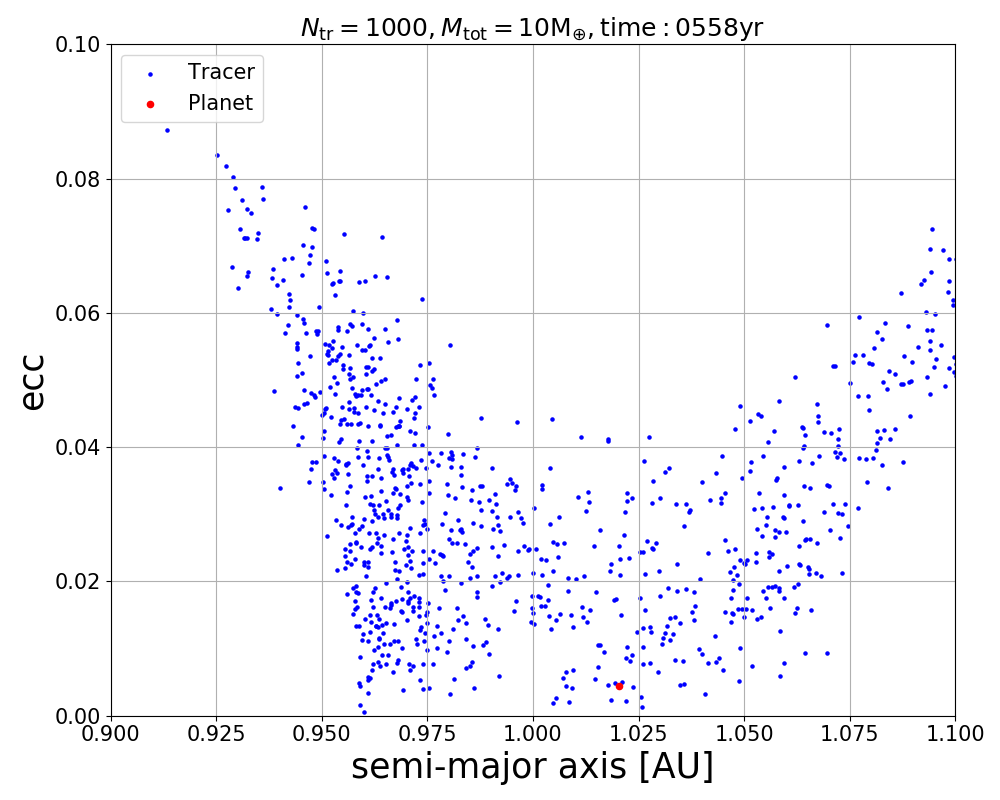 N_tr = 1000, M_tot = 10M_⊕, time : 0558yr
0.10
Tracer
Planet
0.08
0.06
ecc
0.04
0.02
0.00
0.900 0.925 0.950 0.975 1.000 1.025 1.050 1.075 1.100
semi-major axis [AU]